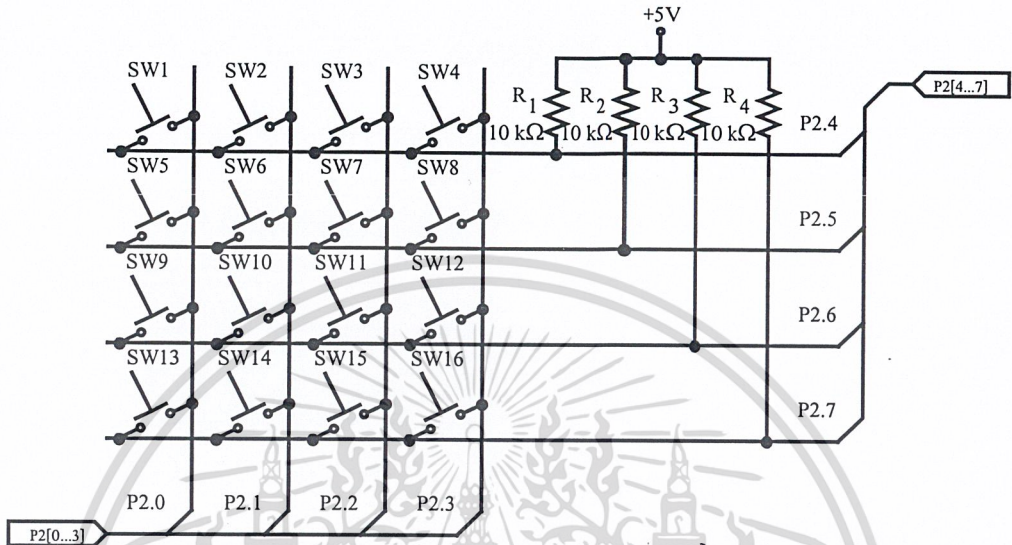 +5V
SW1 SW2 SW3 SW4
R1 R2 R3 R4
10 kΩ 10 kΩ 10 kΩ 10 kΩ
P2[4...7]
P2.4
SW5 SW6 SW7 SW8
P2.5
SW9 SW10 SW11 SW12
P2.6
SW13 SW14 SW15 SW16
P2.7
P2.0 P2.1 P2.2 P2.3
P2[0...3]